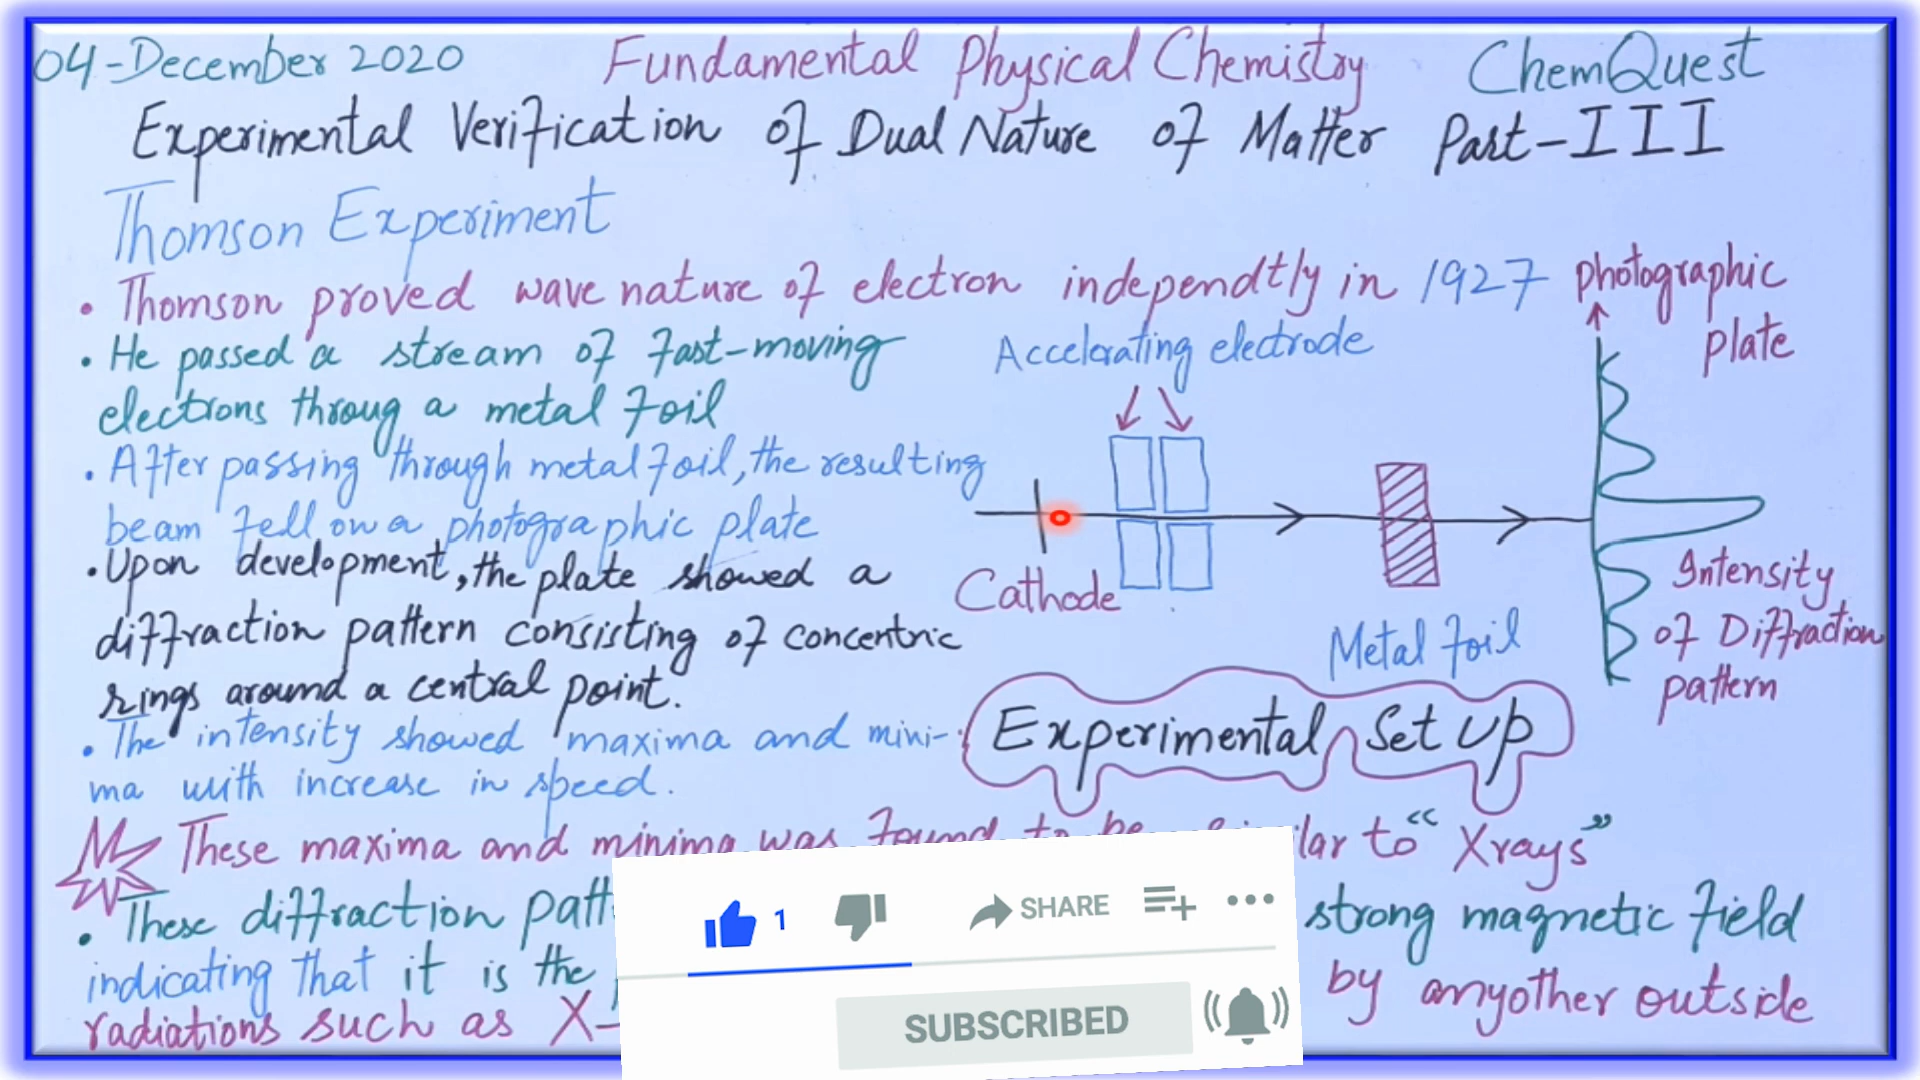 04-December 2020 Fundamental Physical Chemistry ChemQuest
Experimental Verification of Dual Nature of Matter Part-III
Thomson Experiment
• Thomson proved wave nature of electron independtly in 1927
• He passed a stream of fast-moving
electrons throug a metal foil
• After passing through metal foil, the resulting
beam fell on a photographic plate
• Upon development, the plate showed a
diffraction pattern consisting of concentric
rings around a central point.
• The intensity showed maxima and mini-
ma with increase in speed.
photographic
plate
Accelerating electrode
Cathode
Metal foil
Intensity
of Diffraction
pattern
Experimental Set Up
These maxima and minima was found to be lar to "Xrays"
• These diffraction patt strong magnetic field
indicating that it is the by anyother outside
radiations such as X-
1 SHARE
SUBSCRIBED